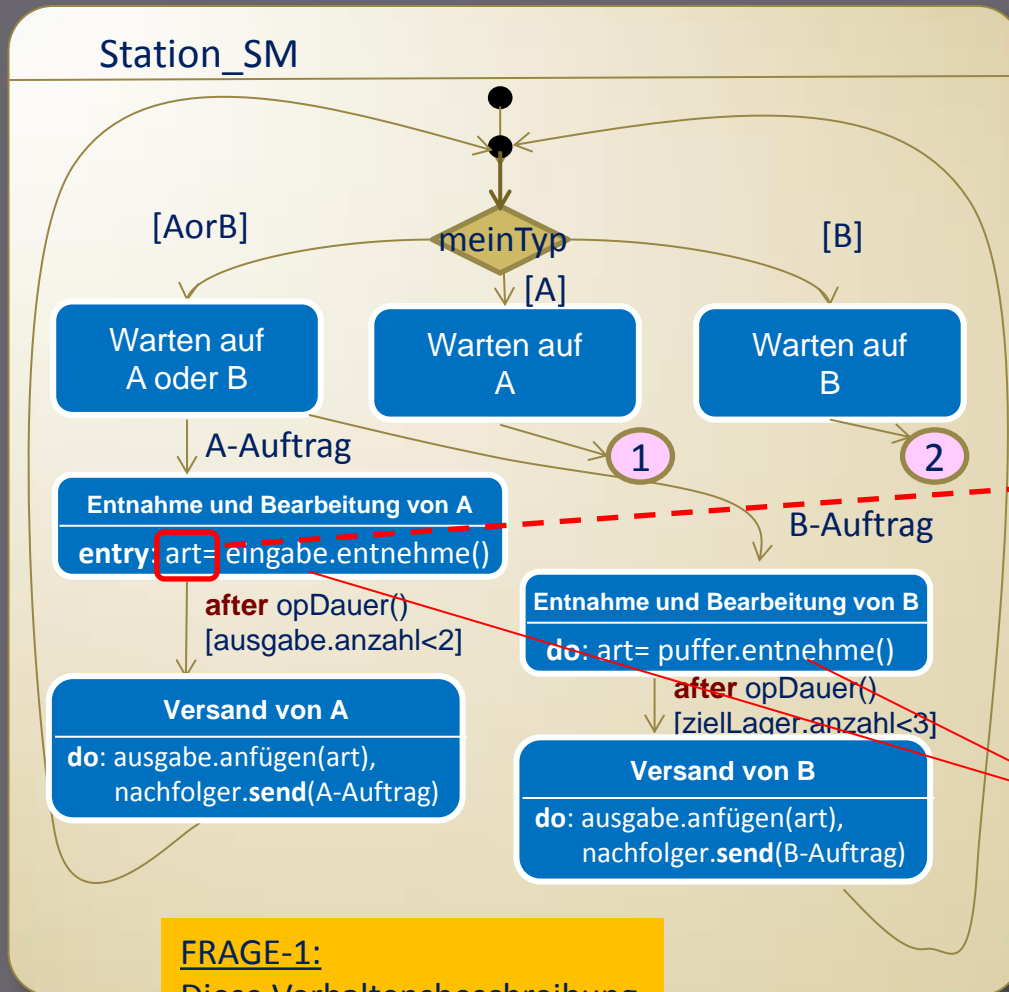 Station_SM
meinTyp
[AorB]
[B]
[A]
Warten auf
A oder B
Warten auf
A
Warten auf
B
A-Auftrag
1
2
B-Auftrag
Entnahme und Bearbeitung von A
entry: art= eingabe.entnehme()
after opDauer()
[ausgabe.anzahl<2]
Entnahme und Bearbeitung von B
do: art= puffer.entnehme()
after opDauer()
[zielLager.anzahl<3]
Versand von A
do: ausgabe.anfügen(art),
nachfolger.send(A-Auftrag)
Versand von B
do: ausgabe.anfügen(art),
nachfolger.send(B-Auftrag)
FRAGE-1:
Diese Verhaltensbeschreibung